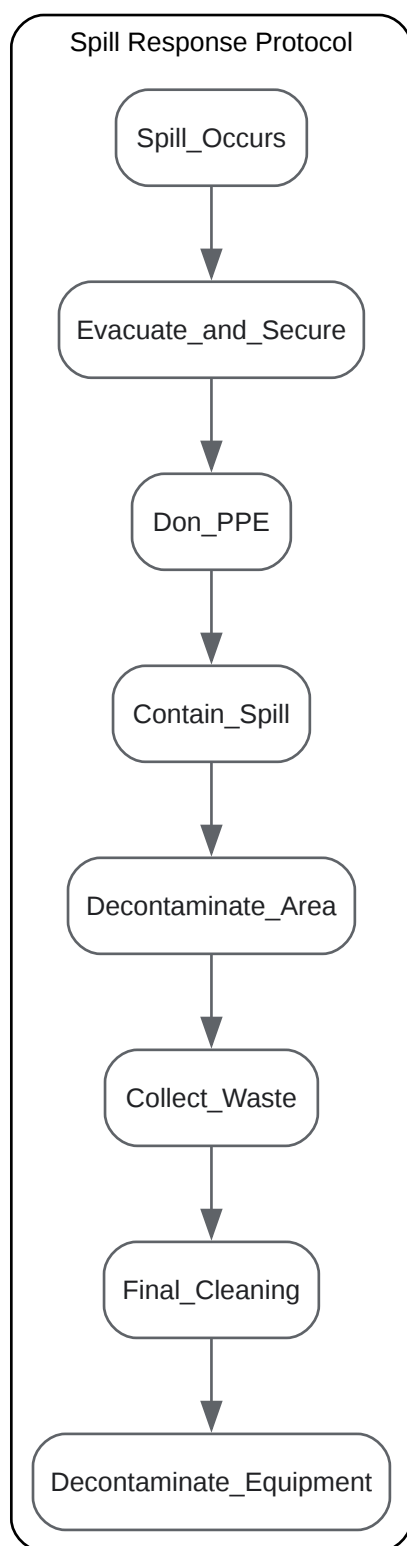 Spill Response Protocol
Spill_Occurs
Evacuate_and_Secure
Don_PPE
Contain_Spill
Decontaminate_Area
Collect_Waste
Final_Cleaning
Decontaminate_Equipment